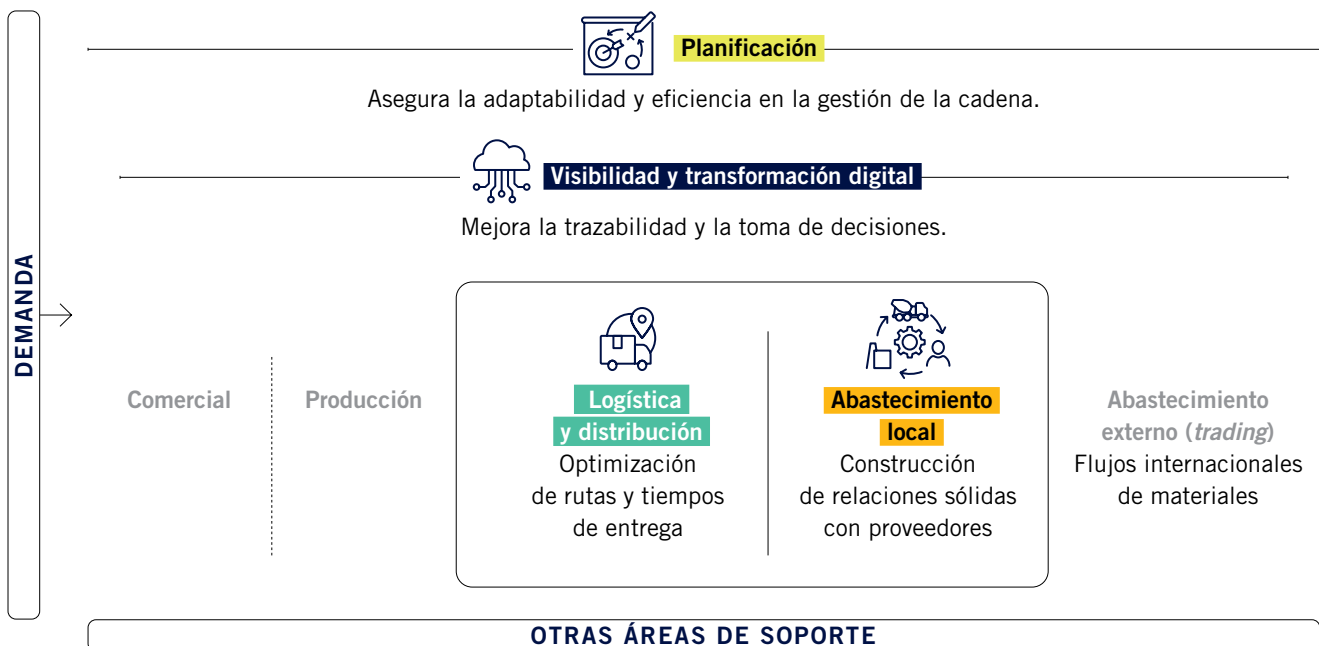 Planificación
Asegura la adaptabilidad y eficiencia en la gestión de la cadena.
Visibilidad y transformación digital
Mejora la trazabilidad y la toma de decisiones.
DEMANDA
Comercial
Producción
Logística
y distribución
Optimización
de rutas y tiempos
de entrega
Abastecimiento
local
Construcción
de relaciones sólidas
con proveedores
Abastecimiento
externo (trading)
Flujos internacionales
de materiales
OTRAS ÁREAS DE SOPORTE